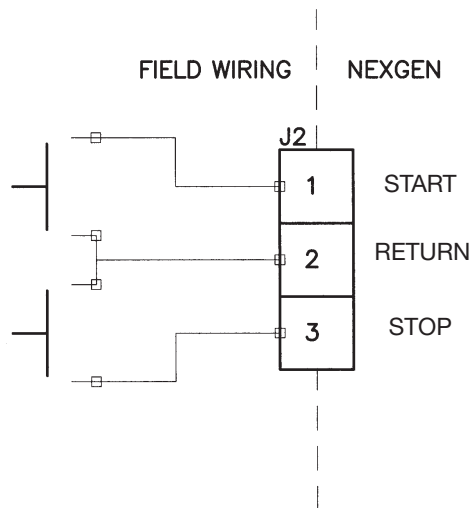 FIELD WIRING NEXGEN
J2
1 START
2 RETURN
3 STOP